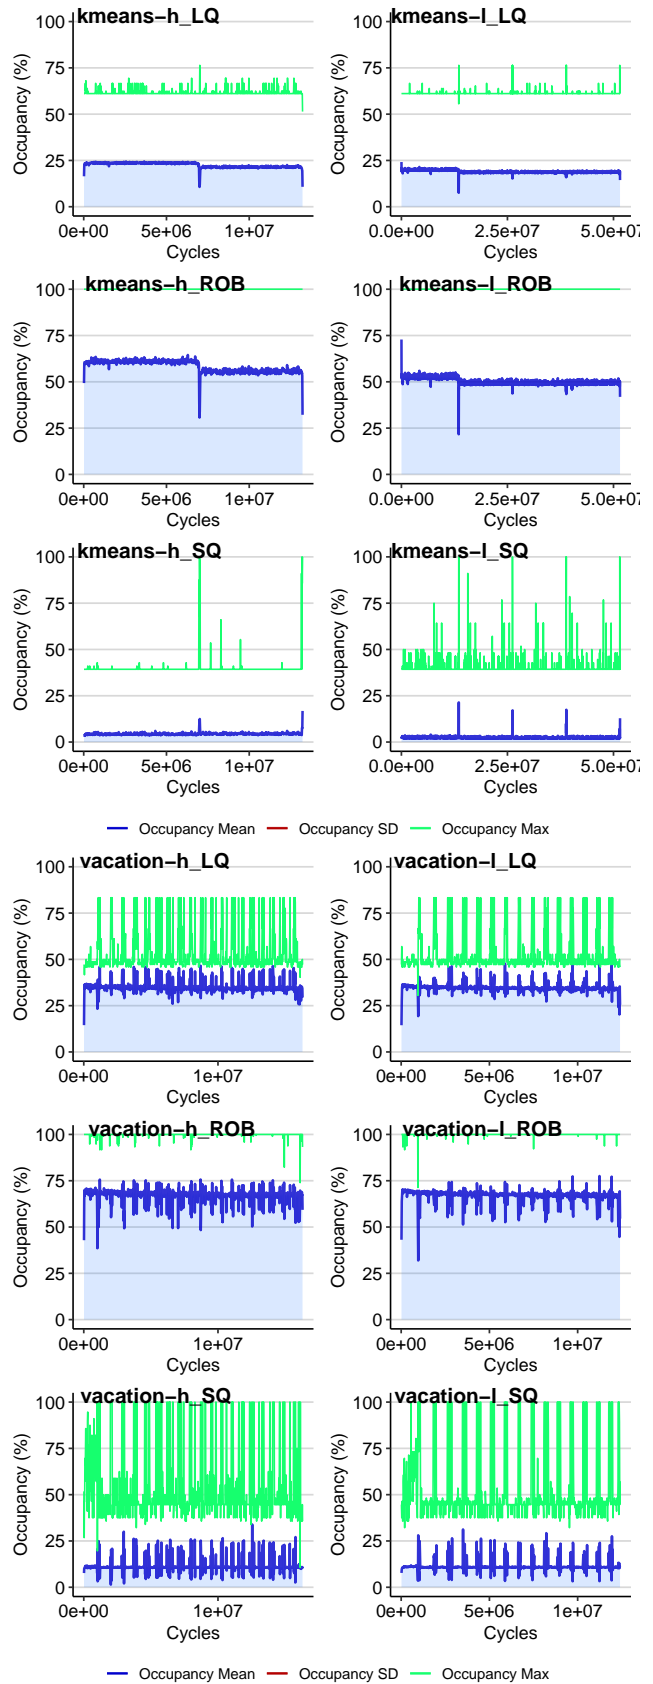 kmeans−h_LQ
kmeans−l_LQ
Occupancy (%)
100
75
50
25
0
0e+00 5e+06 1e+07
Cycles
Occupancy (%)
100
75
50
25
0
0.0e+00 2.5e+07 5.0e+07
Cycles
kmeans−h_ROB
kmeans−l_ROB
Occupancy (%)
100
75
50
25
0
0e+00 5e+06 1e+07
Cycles
Occupancy (%)
100
75
50
25
0
0.0e+00 2.5e+07 5.0e+07
Cycles
kmeans−h_SQ
kmeans−l_SQ
Occupancy (%)
100
75
50
25
0
0e+00 5e+06 1e+07
Cycles
Occupancy (%)
100
75
50
25
0
0.0e+00 2.5e+07 5.0e+07
Cycles
Occupancy Mean Occupancy SD Occupancy Max
vacation−h_LQ
vacation−l_LQ
Occupancy (%)
100
75
50
25
0
0e+00 1e+07
Cycles
Occupancy (%)
100
75
50
25
0
0e+00 5e+06 1e+07
Cycles
vacation−h_ROB
vacation−l_ROB
Occupancy (%)
100
75
50
25
0
0e+00 1e+07
Cycles
Occupancy (%)
100
75
50
25
0
0e+00 5e+06 1e+07
Cycles
vacation−h_SQ
vacation−l_SQ
Occupancy (%)
100
75
50
25
0
0e+00 1e+07
Cycles
Occupancy (%)
100
75
50
25
0
0e+00 5e+06 1e+07
Cycles
Occupancy Mean Occupancy SD Occupancy Max